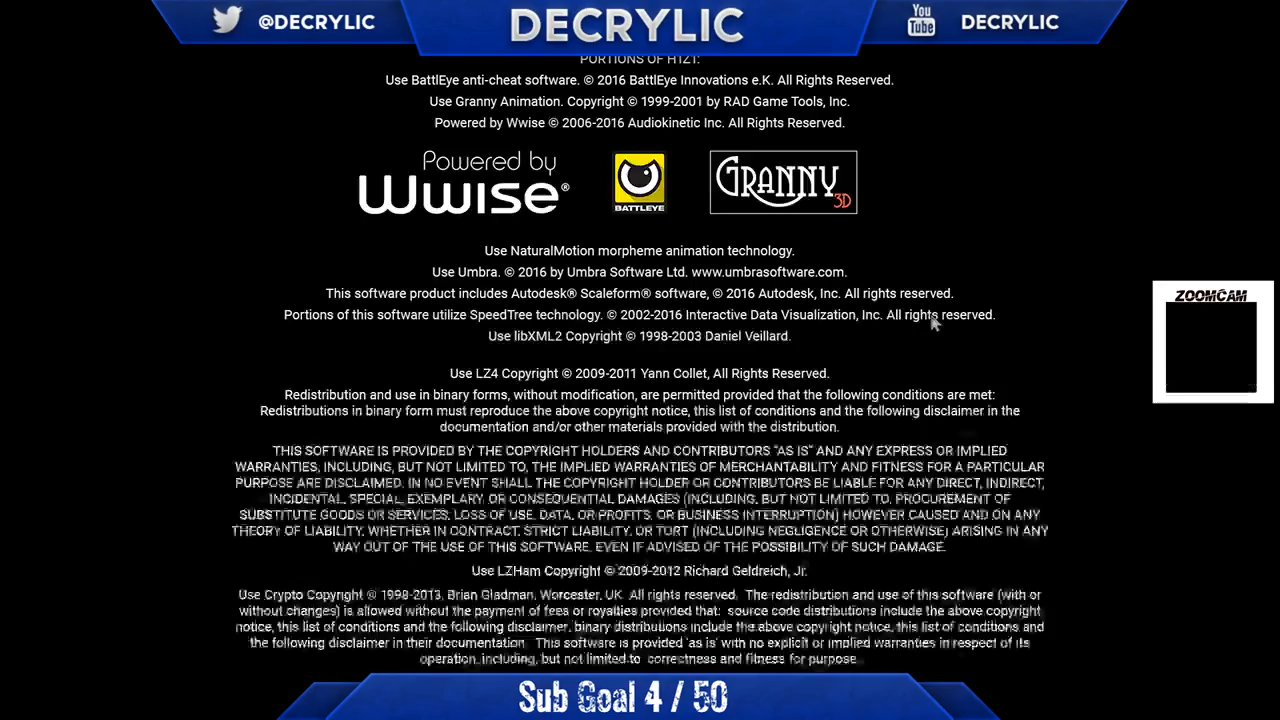 @DECRYLIC
DECRYLIC
You Tube
DECRYLIC
PORTIONS OF H1Z1:
Use BattlEye anti-cheat software. © 2016 BattlEye Innovations e.K. All Rights Reserved.
Use Granny Animation. Copyright © 1999-2001 by RAD Game Tools, Inc.
Powered by Wwise © 2006-2016 Audiokinetic Inc. All Rights Reserved.
Powered by
Wwise®
BATTLEYE
GRANNY 3D
Use NaturalMotion morpheme animation technology.
Use Umbra. © 2016 by Umbra Software Ltd. www.umbrasoftware.com.
This software product includes Autodesk® Scaleform® software, © 2016 Autodesk, Inc. All rights reserved.
Portions of this software utilize SpeedTree technology. © 2002-2016 Interactive Data Visualization, Inc. All rights reserved.
ZOOMCAM
Use libXML2 Copyright © 1998-2003 Daniel Veillard.
Use LZ4 Copyright © 2009-2011 Yann Collet, All Rights Reserved.
Redistribution and use in binary forms, without modification, are permitted provided that the following conditions are met:
Redistributions in binary form must reproduce the above copyright notice, this list of conditions and the following disclaimer in the
documentation and/or other materials provided with the distribution.
THIS SOFTWARE IS PROVIDED BY THE COPYRIGHT HOLDERS AND CONTRIBUTORS "AS IS" AND ANY EXPRESS OR IMPLIED
WARRANTIES, INCLUDING, BUT NOT LIMITED TO, THE IMPLIED WARRANTIES OF MERCHANTABILITY AND FITNESS FOR A PARTICULAR
PURPOSE ARE DISCLAIMED. IN NO EVENT SHALL THE COPYRIGHT HOLDER OR CONTRIBUTORS BE LIABLE FOR ANY DIRECT, INDIRECT,
INCIDENTAL, SPECIAL, EXEMPLARY, OR CONSEQUENTIAL DAMAGES (INCLUDING, BUT NOT LIMITED TO, PROCUREMENT OF
SUBSTITUTE GOODS OR SERVICES, LOSS OF USE, DATA, OR PROFITS, OR BUSINESS INTERRUPTION) HOWEVER CAUSED AND ON ANY
THEORY OF LIABILITY, WHETHER IN CONTRACT, STRICT LIABILITY, OR TORT (INCLUDING NEGLIGENCE OR OTHERWISE) ARISING IN ANY
WAY OUT OF THE USE OF THIS SOFTWARE, EVEN IF ADVISED OF THE POSSIBILITY OF SUCH DAMAGE.
Use LZHam Copyright © 2009-2012 Richard Geldreich, Jr.
Use Crypto Copyright © 1998-2013, Brian Gladman, Worcester, UK. All rights reserved. The redistribution and use of this software (with or
without changes) is allowed without the payment of fees or royalties provided that: source code distributions include the above copyright
notice, this list of conditions and the following disclaimer, binary distributions include the above copyright notice, this list of conditions and
the following disclaimer in their documentation. This software is provided 'as is' with no explicit or implied warranties in respect of its
operation, including, but not limited to, correctness and fitness for purpose.
Sub Goal 4 / 50